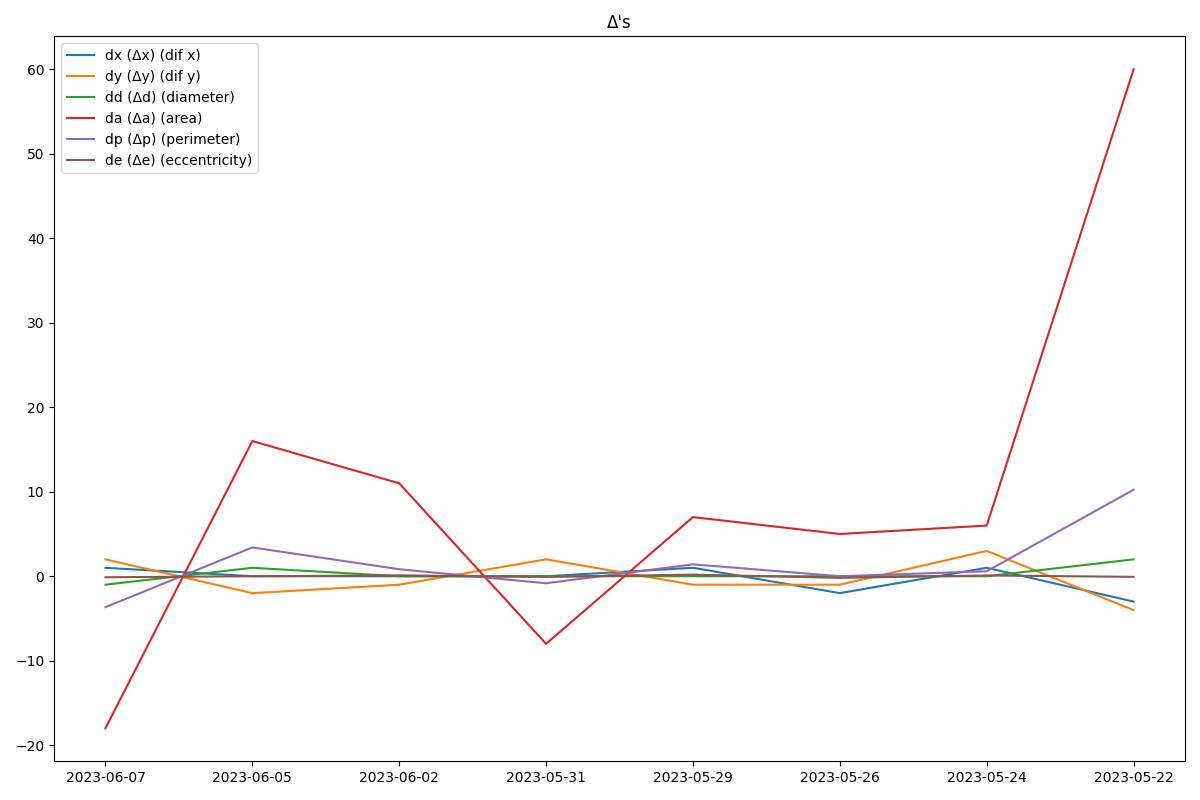 Δ's
dx (Δx) (dif x)
dy (Δy) (dif y)
dd (Δd) (diameter)
da (Δa) (area)
dp (Δp) (perimeter)
de (Δe) (eccentricity)
60
50
40
30
20
10
0
−10
−20
2023-06-07 2023-06-05 2023-06-02 2023-05-31 2023-05-29 2023-05-26 2023-05-24 2023-05-22